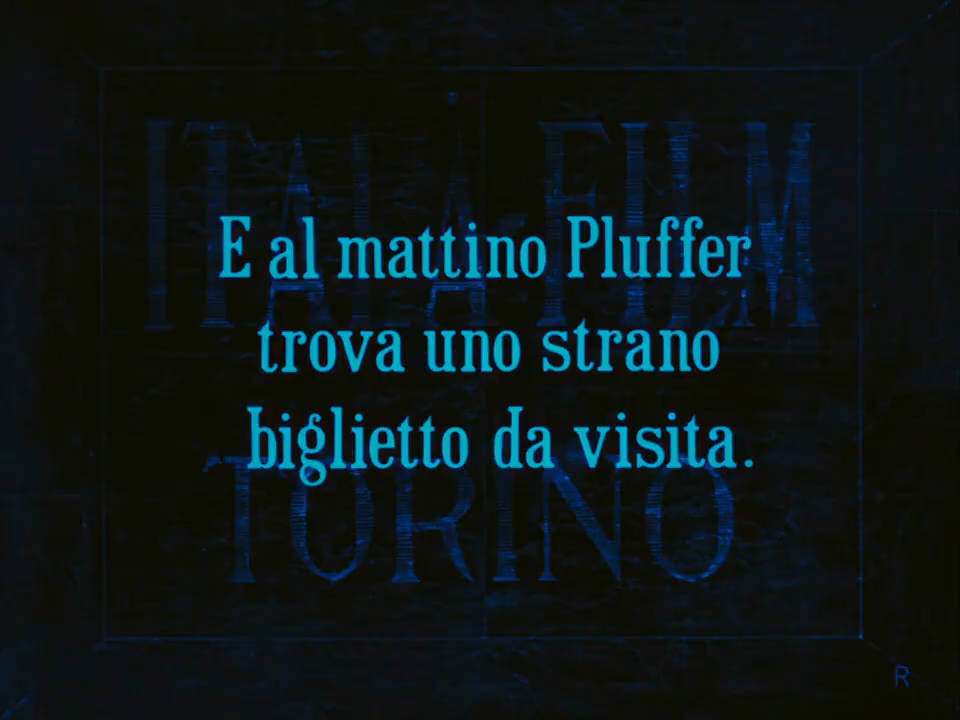 ITALA FILM
E al mattino Pluffer
trova uno strano
biglietto da visita.
TORINO
R